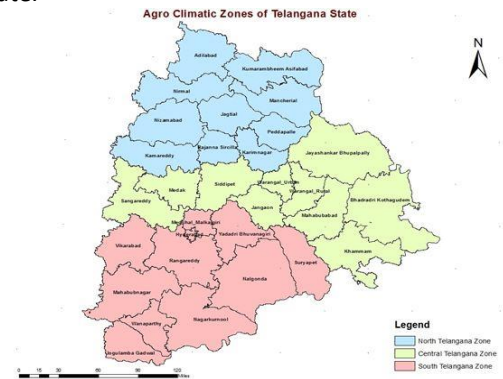 Agro Climatic Zones of Telangana State
N
Adilabad
Kumarambheem Asifabad
Nirmal
Mancherial
Nizamabad
Jagtial
Peddapalle
Rajanna Sircilla
Karimnagar
Kamareddy
Jayashankar Bhupalpally
Medak
Siddipet
Warangal_Urban
Warangal_Rural
Bhadradri Kothagudem
Sangareddy
Jangaon
Mahabubabad
Medchal_Malkajgiri
Hyderabad
Yadadri Bhuvanagiri
Khammam
Vikarabad
Rangareddy
Suryapet
Nalgonda
Mahabubnagar
Nagarkurnool
Wanaparthy
Jogulamba Gadwal
Legend
North Telangana Zone
Central Telangana Zone
South Telangana Zone
0 15 30 60 90 120
Miles